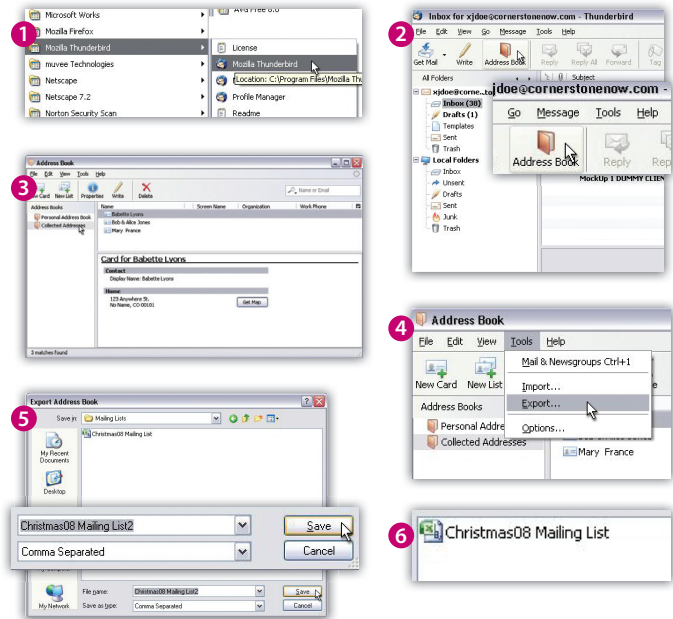 1
Microsoft Works
Mozilla Firefox
Mozilla Thunderbird
muvee Technologies
Netscape
Netscape 7.2
Norton Security Scan
AVG Free 8.0
License
Mozilla Thunderbird
Location: C:\Program Files\Mozilla Th
Profile Manager
Readme
2
Inbox for xjdoe@cornerstonenow.com - Thunderbird
File Edit View Go Message Tools Help
Get Mail Write Address Book Reply Reply All Forward Tag
All Folders Subject
xjdoe@corne...to
Inbox (38)
Drafts (1)
Templates
Sent
Trash
Local Folders
Inbox
Unsent
Drafts
Sent
Junk
Trash
jdoe@cornerstonenow.com -
Go Message Tools Help
Address Book Reply Rep
MockUp 1 DUMMY CLIEN
3
Address Book
File Edit View Tools Help
New Card New List Properties Write Delete
Name or Email
Address Books
Personal Address Book
Collected Addresses
Name Screen Name Organization Work Phone
Babette Lyons
Bob & Alice Jones
Mary France
Card for Babette Lyons
Contact
Display Name: Babette Lyons
Home
123 Anywhere St.
No Name, CO 00101
Get Map
3 matches found
4
Address Book
File Edit View Tools Help
New Card New List
Mail & Newsgroups Ctrl+1
Import...
Export...
Options...
Address Books
Personal Addre
Collected Addresses
Mary France
5
Export Address Book
Save in: Mailing Lists
Christmas08 Mailing List
My Recent
Documents
Desktop
Christmas08 Mailing List2 Save
Comma Separated Cancel
File name: Christmas08 Mailing List2 Save
My Network Save as type: Comma Separated Cancel
6
Christmas08 Mailing List